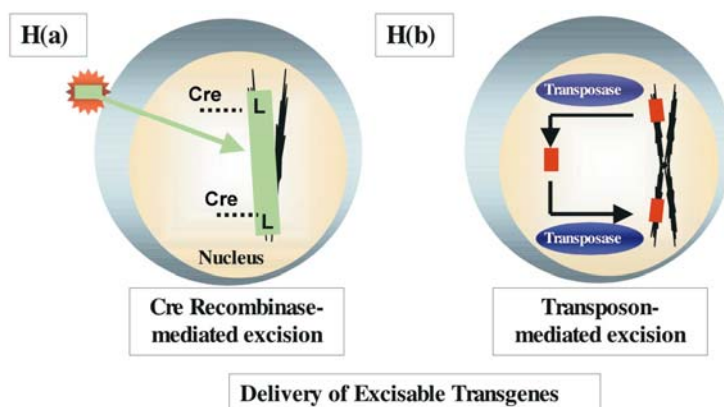 H(a)
Cre
L
Cre
L
Nucleus
Cre Recombinase-
mediated excision
H(b)
Transposase
Transposase
Transposon-
mediated excision
Delivery of Excisable Transgenes